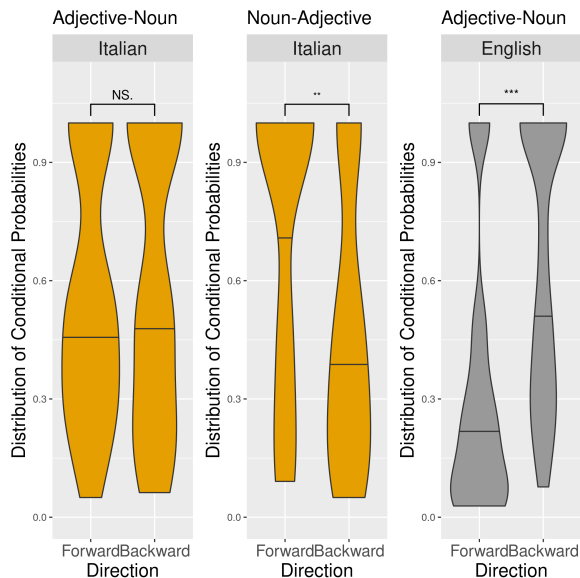 Adjective-Noun
Italian
NS.
Distribution of Conditional Probabilities
0.9
0.6
0.3
0.0
Forward Backward
Direction
Noun-Adjective
Italian
**
Distribution of Conditional Probabilities
0.9
0.6
0.3
0.0
Forward Backward
Direction
Adjective-Noun
English
***
Distribution of Conditional Probabilities
0.9
0.6
0.3
0.0
Forward Backward
Direction